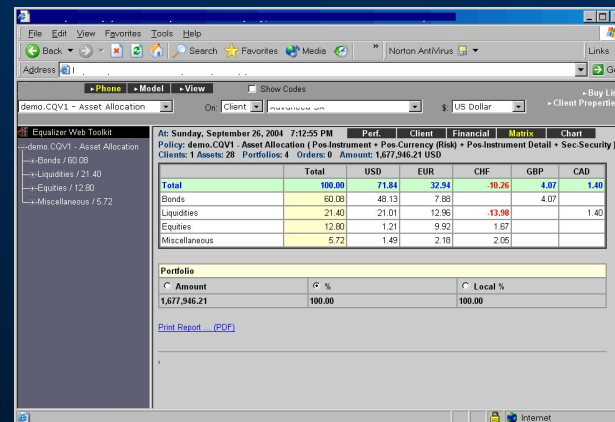 File Edit View Favorites Tools Help
Back Search Favorites Media » Norton AntiVirus Links
Address
Phone Model View Show Codes Buy
demo.CQV1 - Asset Allocation On: Client $: US Dollar Client
Equalizer Web Toolkit
demo.CQV1 - Asset Allocation
Bonds / 60.08
Liquidities / 21.40
Equities / 12.80
Miscellaneous / 5.72
At: Sunday, September 26, 2004 7:12:55 PM Perf. Client Financial Matrix Chart
Policy: demo.CQV1 - Asset Allocation ( Pos-Instrument + Pos-Currency (Risk) + Pos-Instrument Detail + Sec-Security )
Clients: 1 Assets: 28 Portfolios: 4 Orders: 0 Amount: 1,677,946.21 USD
Total USD EUR CHF GBP CAD
Total 100.00 71.84 32.94 -10.26 4.07 1.40
Bonds 60.08 48.13 7.88 4.07
Liquidities 21.40 21.01 12.96 -13.98 1.40
Equities 12.80 1.21 9.92 1.67
Miscellaneous 5.72 1.49 2.18 2.05
Portfolio
Amount % Local %
1,677,946.21 100.00 100.00
Print Report ... (PDF)
Internet